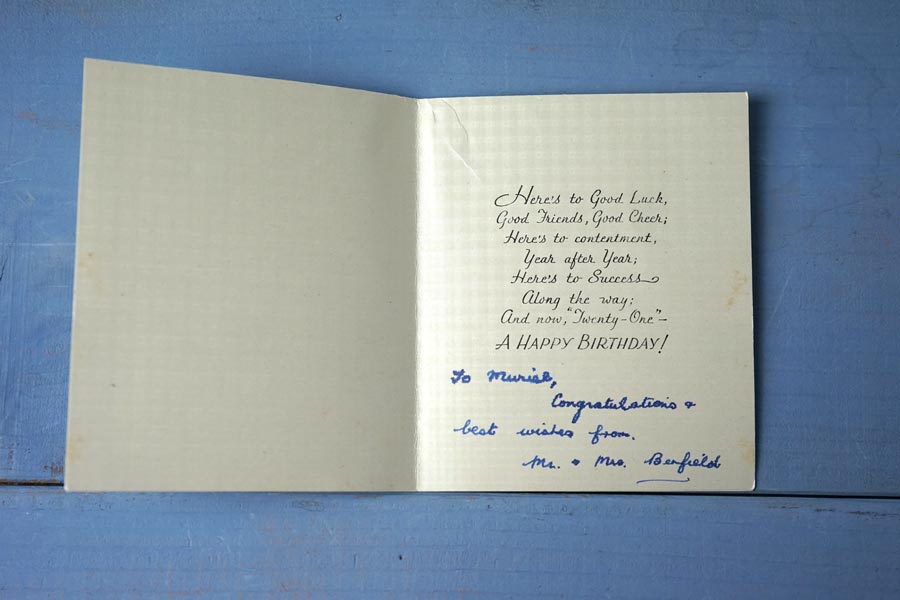 Here's to Good Luck,
Good Friends, Good Cheer;
Here's to contentment,
Year after Year;
Here's to Success
Along the way;
And now, "Twenty-One"–
A HAPPY BIRTHDAY!
To Muriel,
Congratulations &
best wishes from.
Mr. & Mrs. Benfield